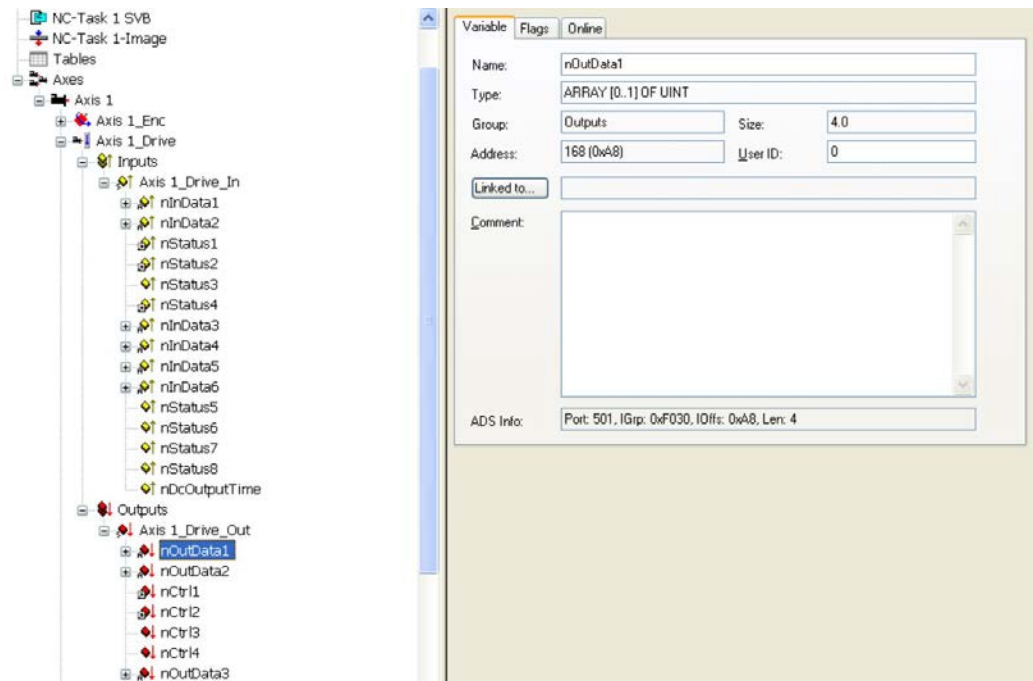 NC-Task 1 SVB
NC-Task 1-Image
Tables
Axes
Axis 1
Axis 1_Enc
Axis 1_Drive
Inputs
Axis 1_Drive_In
nInData1
nInData2
nStatus1
nStatus2
nStatus3
nStatus4
nInData3
nInData4
nInData5
nInData6
nStatus5
nStatus6
nStatus7
nStatus8
nDcOutputTime
Outputs
Axis 1_Drive_Out
nOutData1
nOutData2
nCtrl1
nCtrl2
nCtrl3
nCtrl4
nOutData3
Variable Flags Online
Name: nOutData1
Type: ARRAY [0..1] OF UINT
Group: Outputs Size: 4.0
Address: 168 (0xA8) User ID: 0
Linked to...
Comment:
ADS Info: Port: 501, IGrp: 0xF030, IOffs: 0xA8, Len: 4